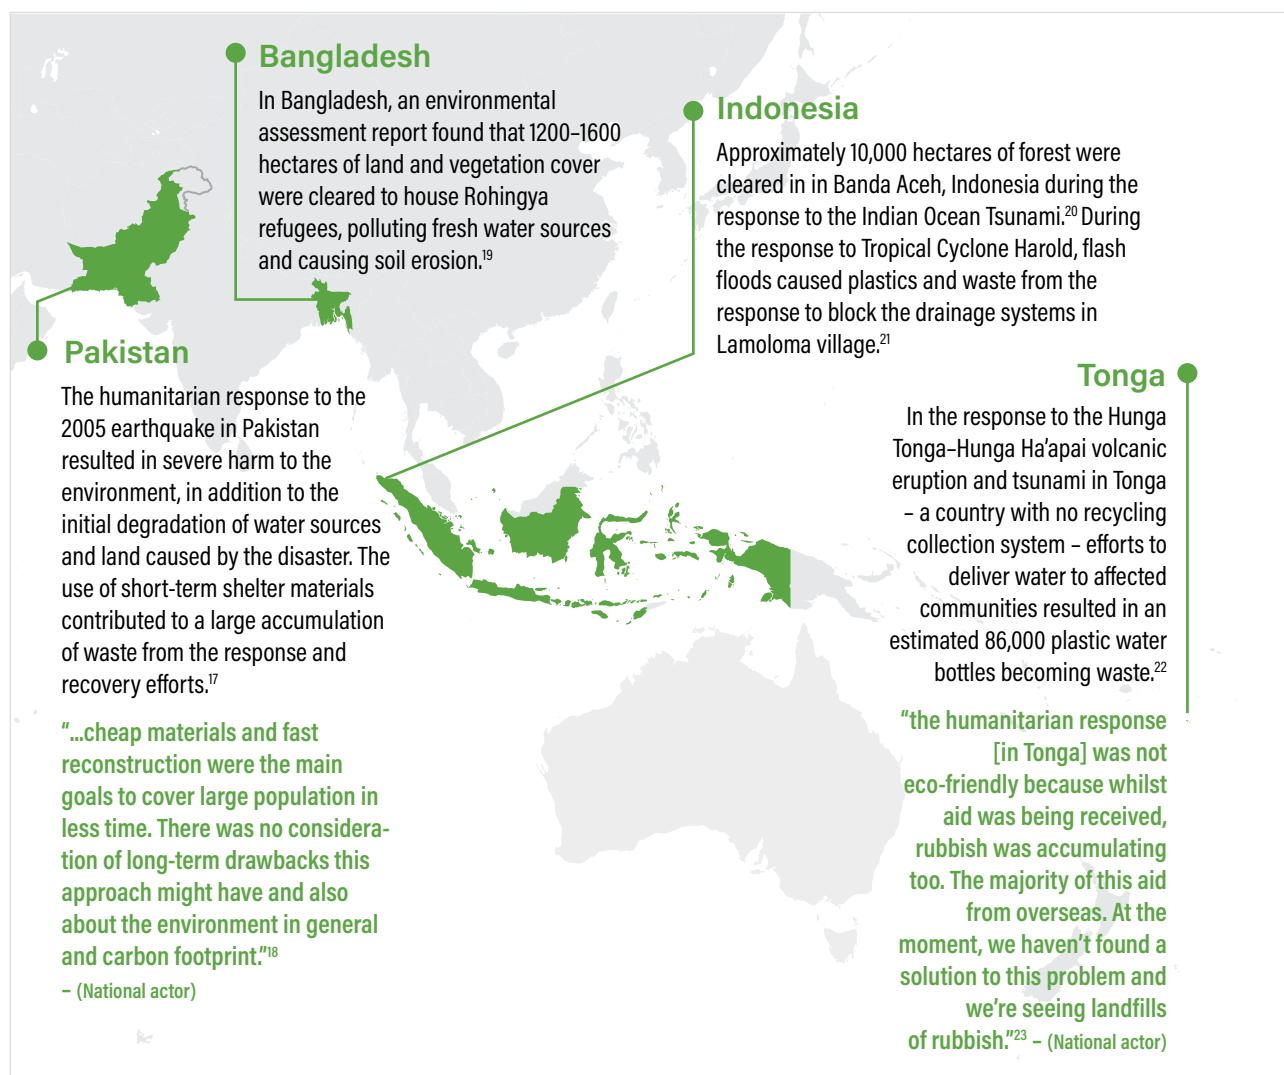 Bangladesh
In Bangladesh, an environmental
assessment report found that 1200–1600
hectares of land and vegetation cover
were cleared to house Rohingya
refugees, polluting fresh water sources
and causing soil erosion.19
Indonesia
Approximately 10,000 hectares of forest were
cleared in in Banda Aceh, Indonesia during the
response to the Indian Ocean Tsunami.20 During
the response to Tropical Cyclone Harold, flash
floods caused plastics and waste from the
response to block the drainage systems in
Lamoloma village.21
Pakistan
The humanitarian response to the
2005 earthquake in Pakistan
resulted in severe harm to the
environment, in addition to the
initial degradation of water sources
and land caused by the disaster. The
use of short-term shelter materials
contributed to a large accumulation
of waste from the response and
recovery efforts.17
“...cheap materials and fast
reconstruction were the main
goals to cover large population in
less time. There was no considera-
tion of long-term drawbacks this
approach might have and also
about the environment in general
and carbon footprint.”18
– (National actor)
Tonga
In the response to the Hunga
Tonga–Hunga Ha’apai volcanic
eruption and tsunami in Tonga
– a country with no recycling
collection system – efforts to
deliver water to affected
communities resulted in an
estimated 86,000 plastic water
bottles becoming waste.22
“the humanitarian response
[in Tonga] was not
eco-friendly because whilst
aid was being received,
rubbish was accumulating
too. The majority of this aid
from overseas. At the
moment, we haven’t found a
solution to this problem and
we’re seeing landfills
of rubbish.”23 – (National actor)